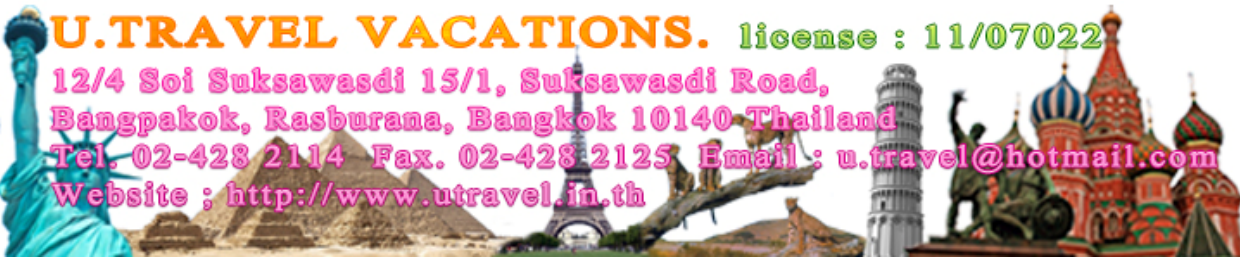 U.TRAVEL VACATIONS. license : 11/07022
12/4 Soi Suksawasdi 15/1, Suksawasdi Road,
Bangpakok, Rasburana, Bangkok 10140 Thailand
Tel. 02-428 2114 Fax. 02-428 2125 Email : u.travel@hotmail.com
Website ; http://www.utravel.in.th